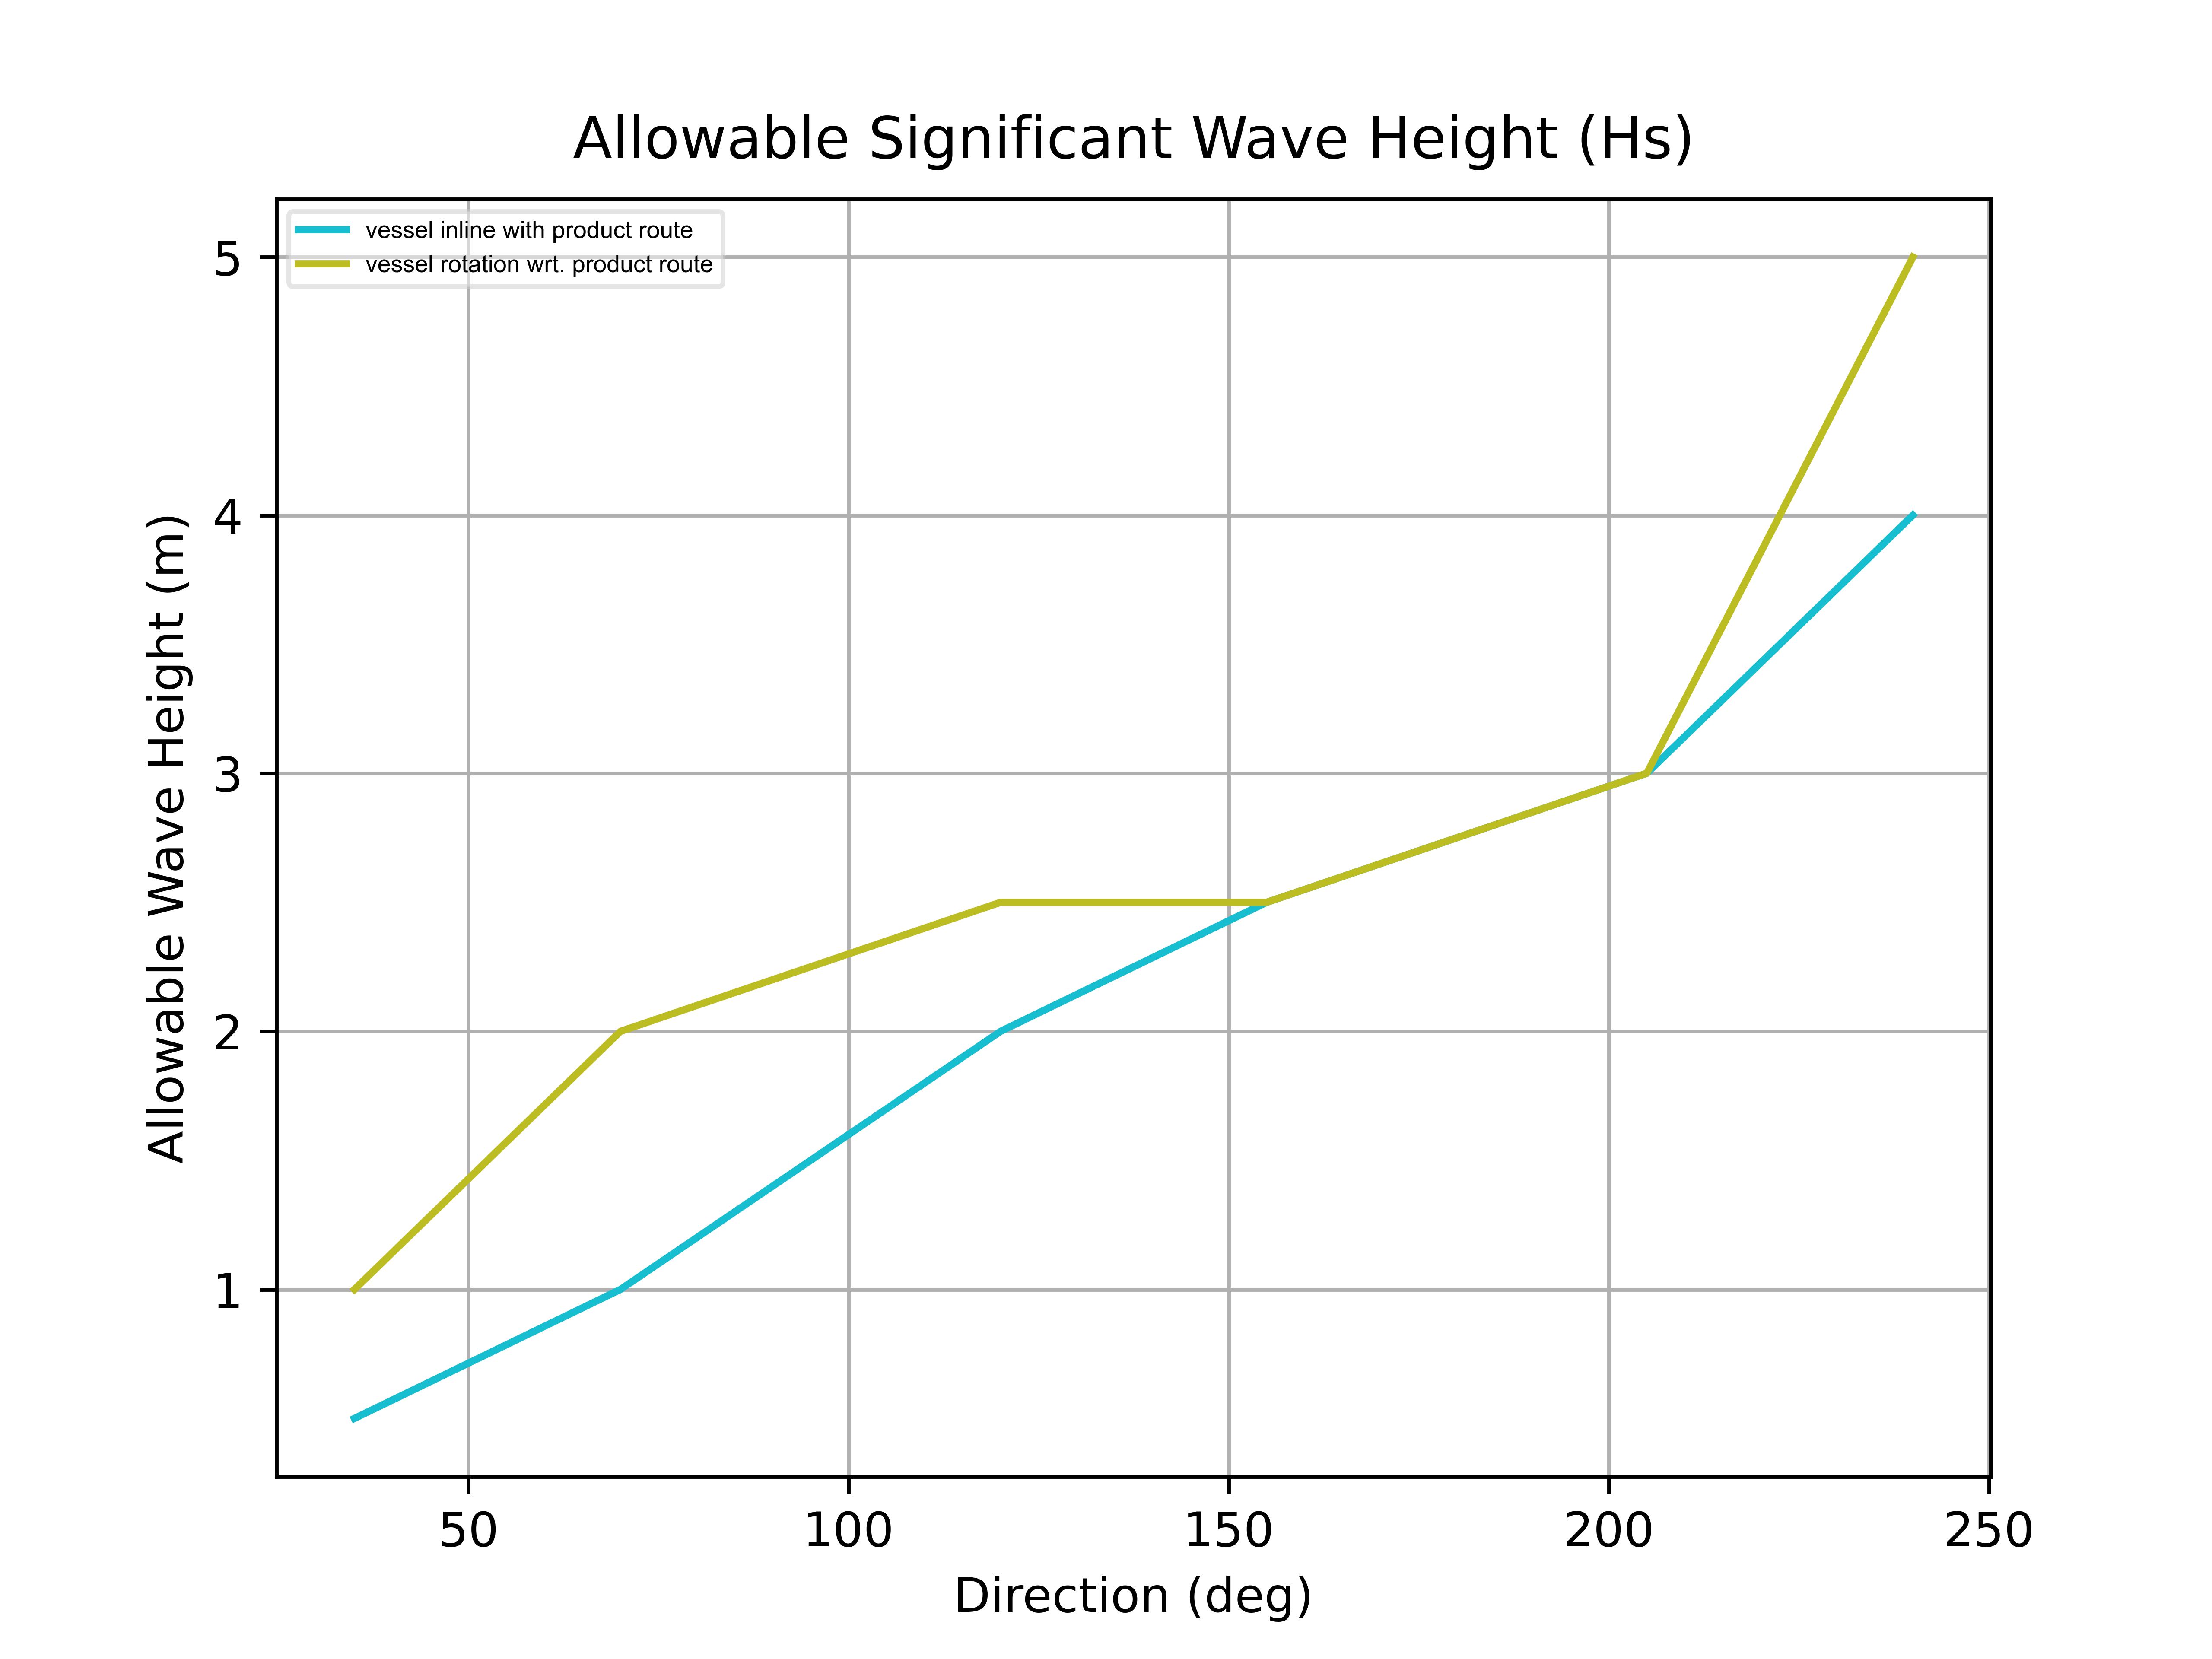 Allowable Significant Wave Height (Hs)
vessel inline with product route
vessel rotation wrt. product route
Allowable Wave Height (m)
5
4
3
2
1
50 100 150 200 250
Direction (deg)